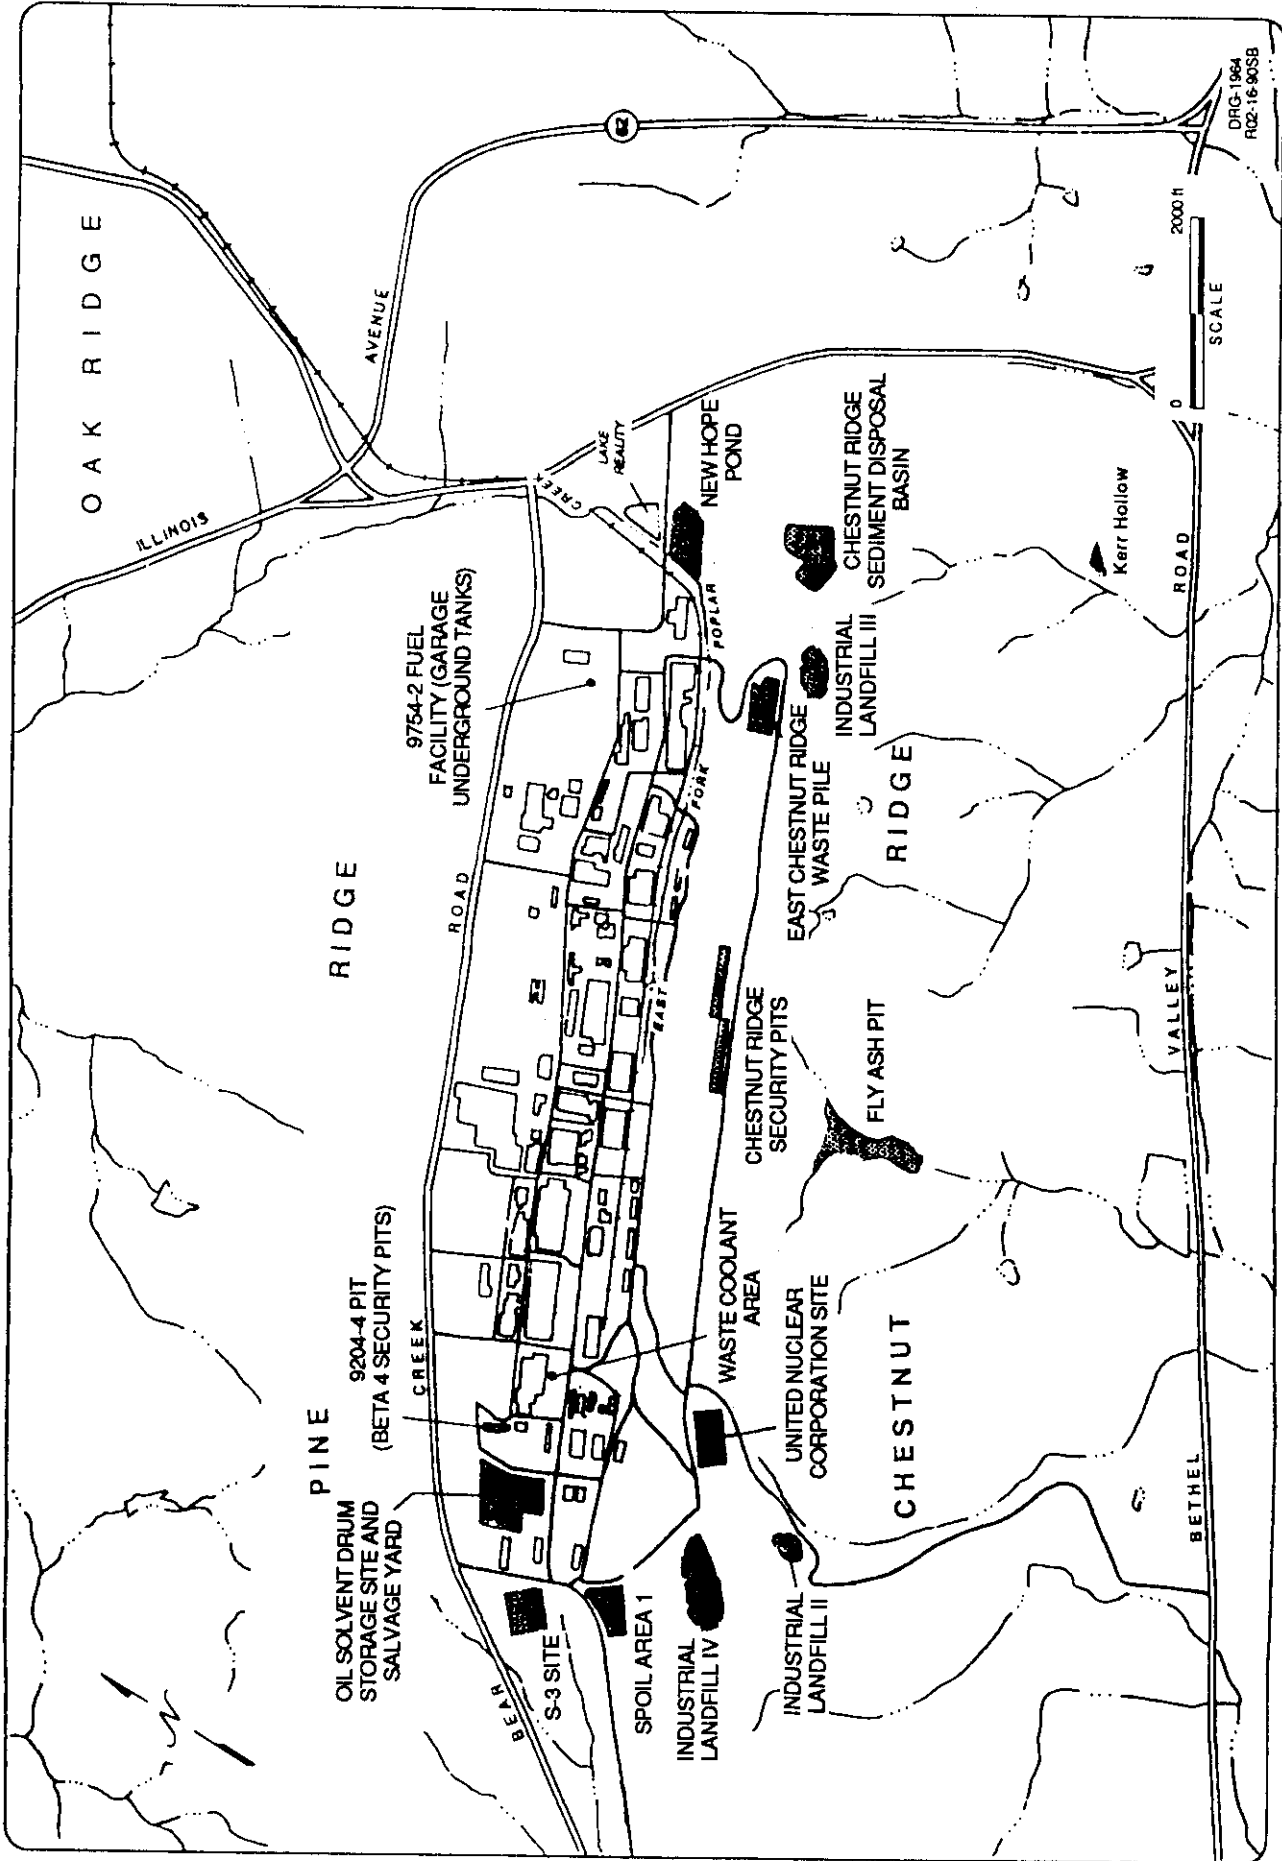 OAK RIDGE
ILLINOIS
AVENUE
62
PINE
RIDGE
OIL SOLVENT DRUM
STORAGE SITE AND
SALVAGE YARD
9204-4 PIT
(BETA 4 SECURITY PITS)
9754-2 FUEL
FACILITY (GARAGE
UNDERGROUND TANKS)
BEAR
CREEK
ROAD
CREEK
LAKE
REALITY
S-3 SITE
SPOIL AREA 1
EAST
FORK
POPLAR
NEW HOPE
POND
INDUSTRIAL
LANDFILL IV
WASTE COOLANT
AREA
CHESTNUT RIDGE
SECURITY PITS
EAST CHESTNUT RIDGE
WASTE PILE
INDUSTRIAL
LANDFILL III
CHESTNUT RIDGE
SEDIMENT DISPOSAL
BASIN
INDUSTRIAL
LANDFILL II
UNITED NUCLEAR
CORPORATION SITE
FLY ASH PIT
CHESTNUT
RIDGE
Kerr Hollow
BETHEL
VALLEY
ROAD
0
2000 ft
SCALE
N
DRG-1964
R02-16-90SB